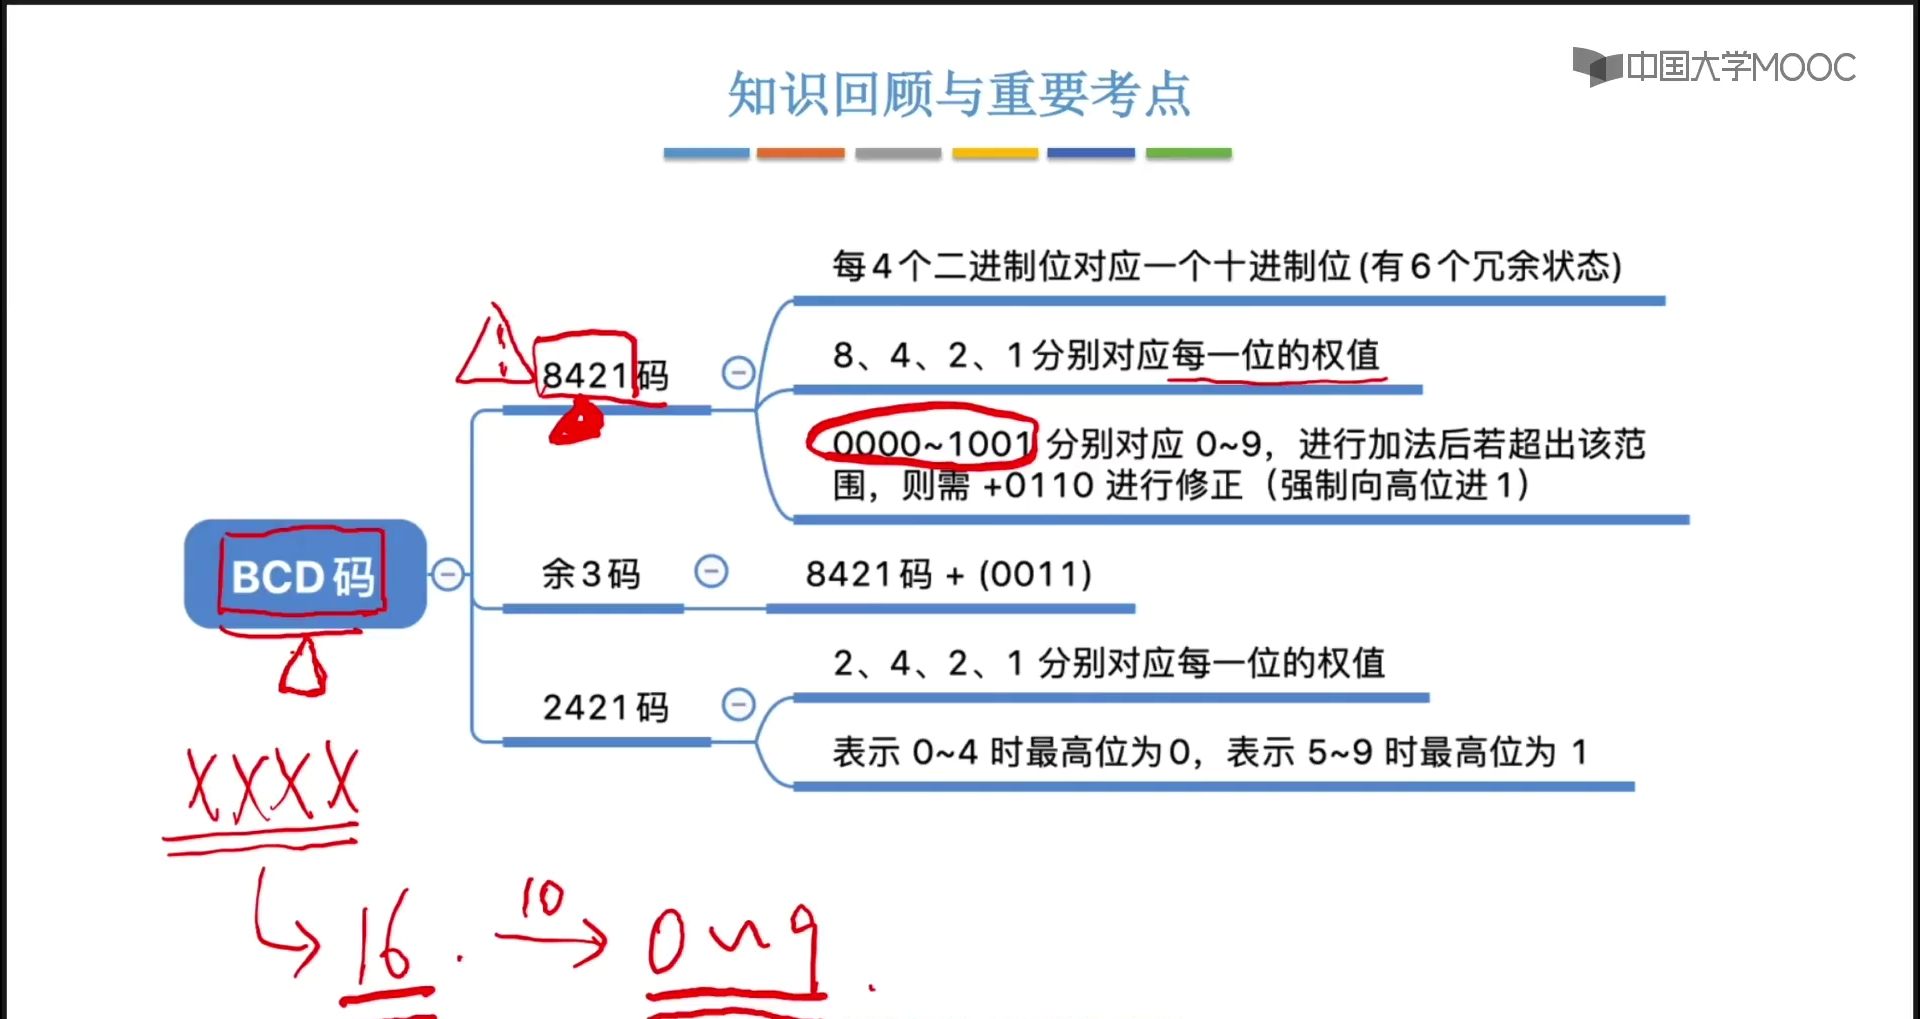 中国大学MOOC
知识回顾与重要考点
每4个二进制位对应一个十进制位(有6个冗余状态)
8421码
8、4、2、1分别对应每一位的权值
0000~1001 分别对应 0~9，进行加法后若超出该范
围，则需 +0110 进行修正（强制向高位进1）
BCD码
余3码
8421码 + (0011)
2421码
2、4、2、1 分别对应每一位的权值
表示 0~4 时最高位为0，表示 5~9 时最高位为 1
XXXX
16
10
0~9